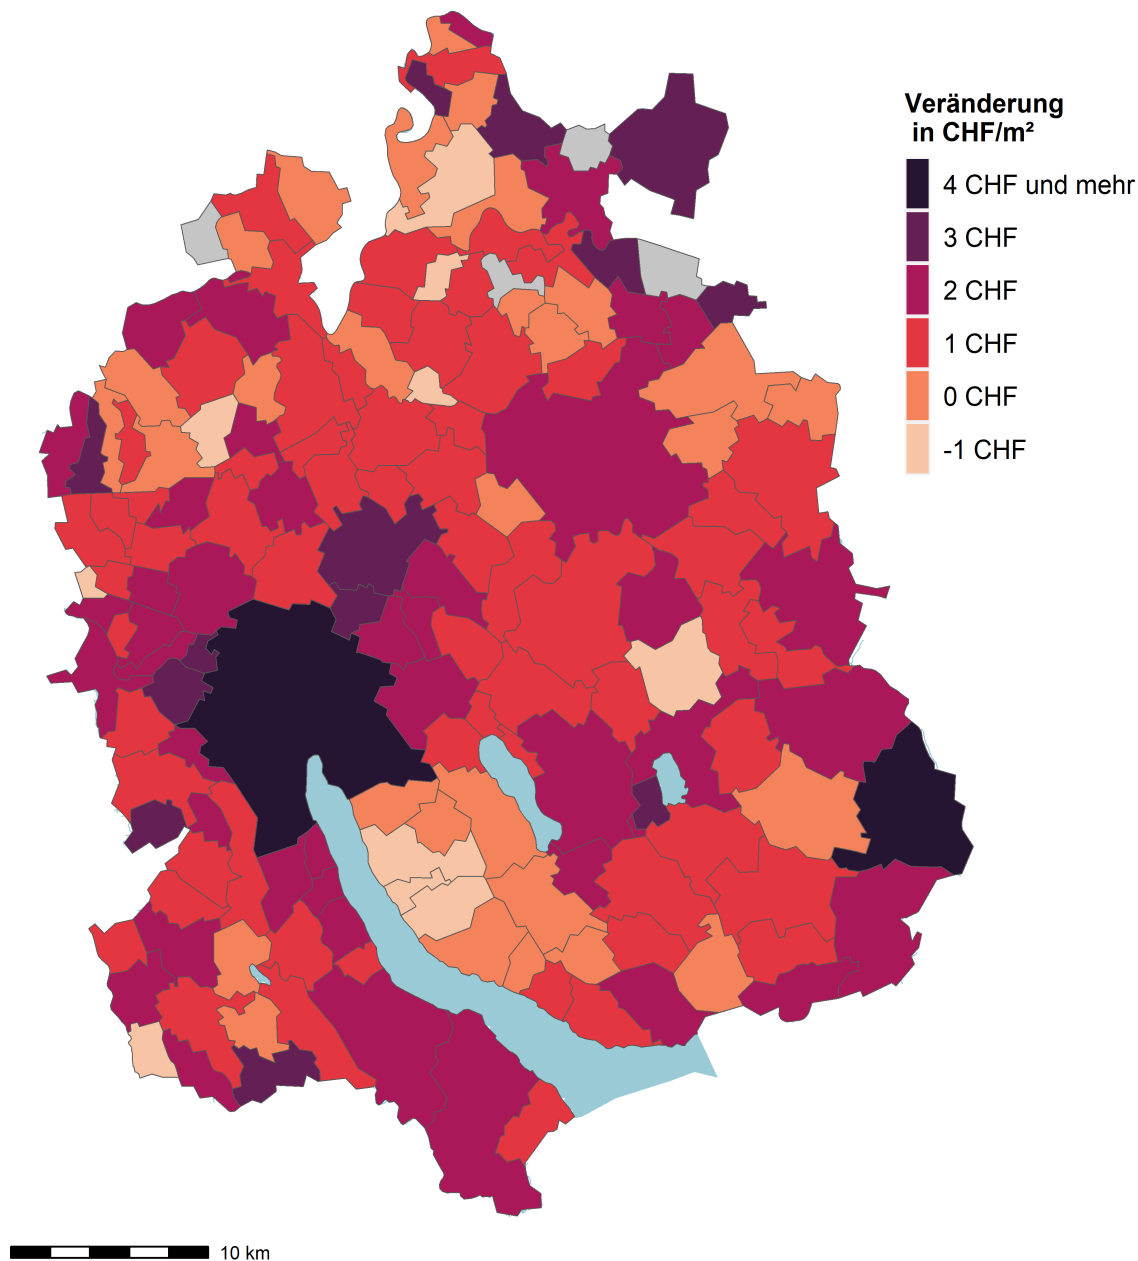 Veränderung
in CHF/m²
4 CHF und mehr
3 CHF
2 CHF
1 CHF
0 CHF
-1 CHF
10 km